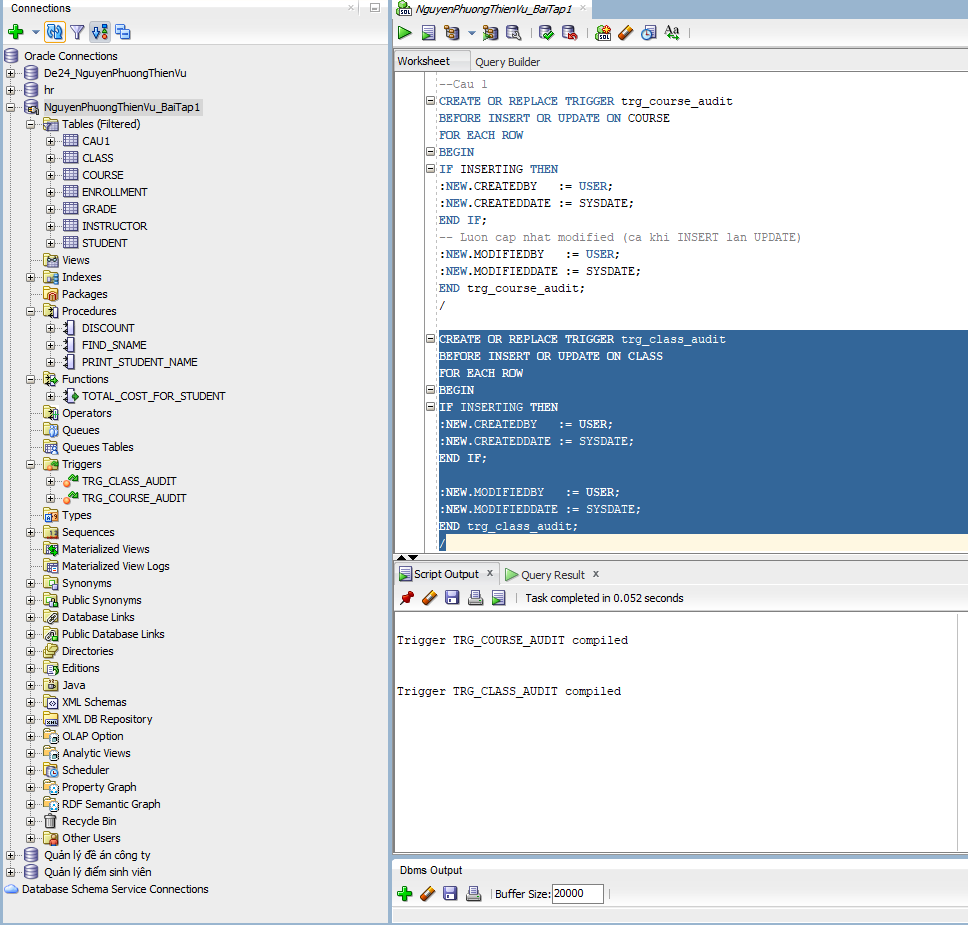 Connections
Oracle Connections
De24_NguyenPhuongThienVu
hr
NguyenPhuongThienVu_BaiTap1
Tables (Filtered)
CAU1
CLASS
COURSE
ENROLLMENT
GRADE
INSTRUCTOR
STUDENT
Views
Indexes
Packages
Procedures
DISCOUNT
FIND_SNAME
PRINT_STUDENT_NAME
Functions
TOTAL_COST_FOR_STUDENT
Operators
Queues
Queues Tables
Triggers
TRG_CLASS_AUDIT
TRG_COURSE_AUDIT
Types
Sequences
Materialized Views
Materialized View Logs
Synonyms
Public Synonyms
Database Links
Public Database Links
Directories
Editions
Java
XML Schemas
XML DB Repository
OLAP Option
Analytic Views
Scheduler
Property Graph
RDF Semantic Graph
Recycle Bin
Other Users
Quản lý đề án công ty
Quản lý điểm sinh viên
Database Schema Service Connections
NguyenPhuongThienVu_BaiTap1
Worksheet Query Builder
--Cau 1
CREATE OR REPLACE TRIGGER trg_course_audit
BEFORE INSERT OR UPDATE ON COURSE
FOR EACH ROW
BEGIN
IF INSERTING THEN
:NEW.CREATEDBY   := USER;
:NEW.CREATEDDATE := SYSDATE;
END IF;
-- Luon cap nhat modified (ca khi INSERT lan UPDATE)
:NEW.MODIFIEDBY   := USER;
:NEW.MODIFIEDDATE := SYSDATE;
END trg_course_audit;
/
CREATE OR REPLACE TRIGGER trg_class_audit
BEFORE INSERT OR UPDATE ON CLASS
FOR EACH ROW
BEGIN
IF INSERTING THEN
:NEW.CREATEDBY   := USER;
:NEW.CREATEDDATE := SYSDATE;
END IF;
:NEW.MODIFIEDBY   := USER;
:NEW.MODIFIEDDATE := SYSDATE;
END trg_class_audit;
/
Script Output x Query Result x
Task completed in 0.052 seconds
Trigger TRG_COURSE_AUDIT compiled
Trigger TRG_CLASS_AUDIT compiled
Dbms Output
Buffer Size: 20000